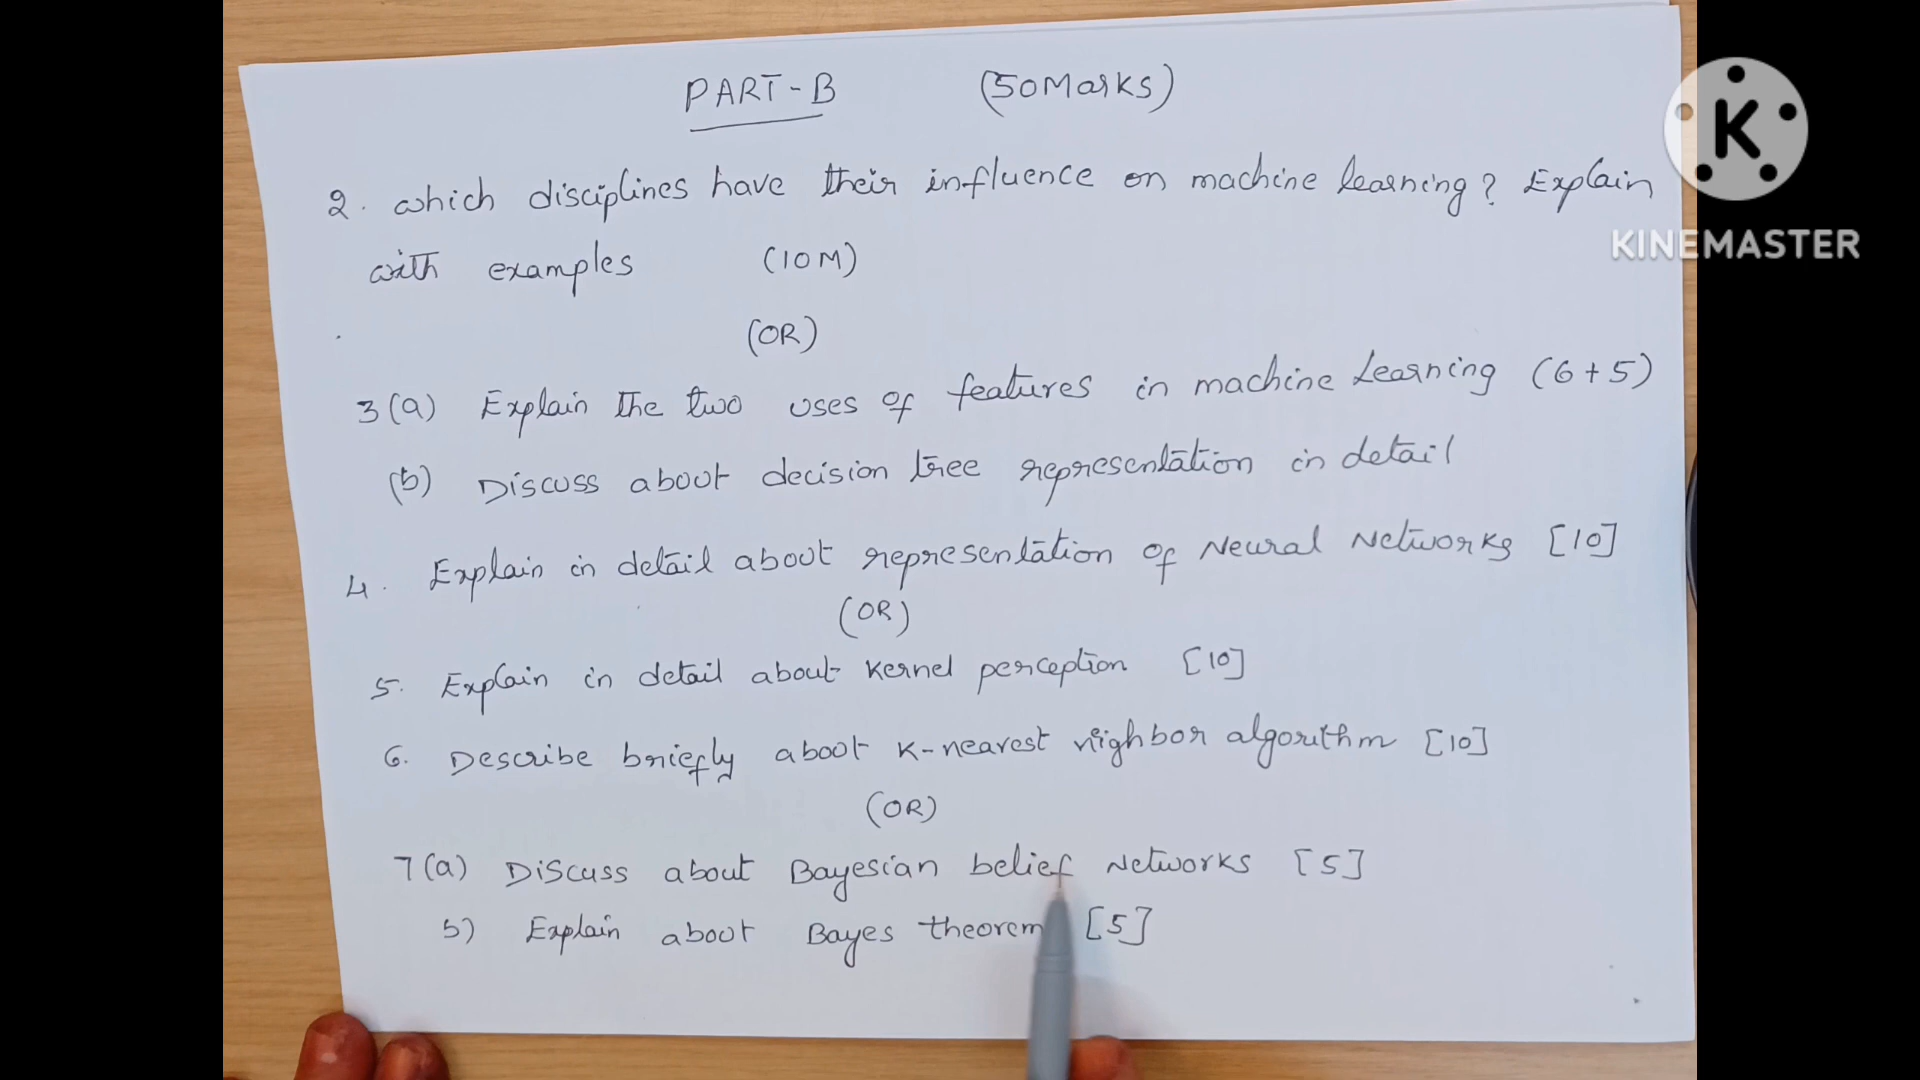 PART-B (50Marks)
2. which disciplines have their influence on machine learning? Explain
with examples (10M)
(OR)
3(a) Explain the two uses of features in machine Learning (6+5)
(b) Discuss about decision tree representation in detail
4. Explain in detail about representation of Neural Networks [10]
(OR)
5. Explain in detail about kernel perception [10]
6. Describe briefly about K-nearest neighbor algorithm [10]
(OR)
7(a) Discuss about Bayesian belief Networks [5]
b) Explain about Bayes theorem [5]
K
KINEMASTER